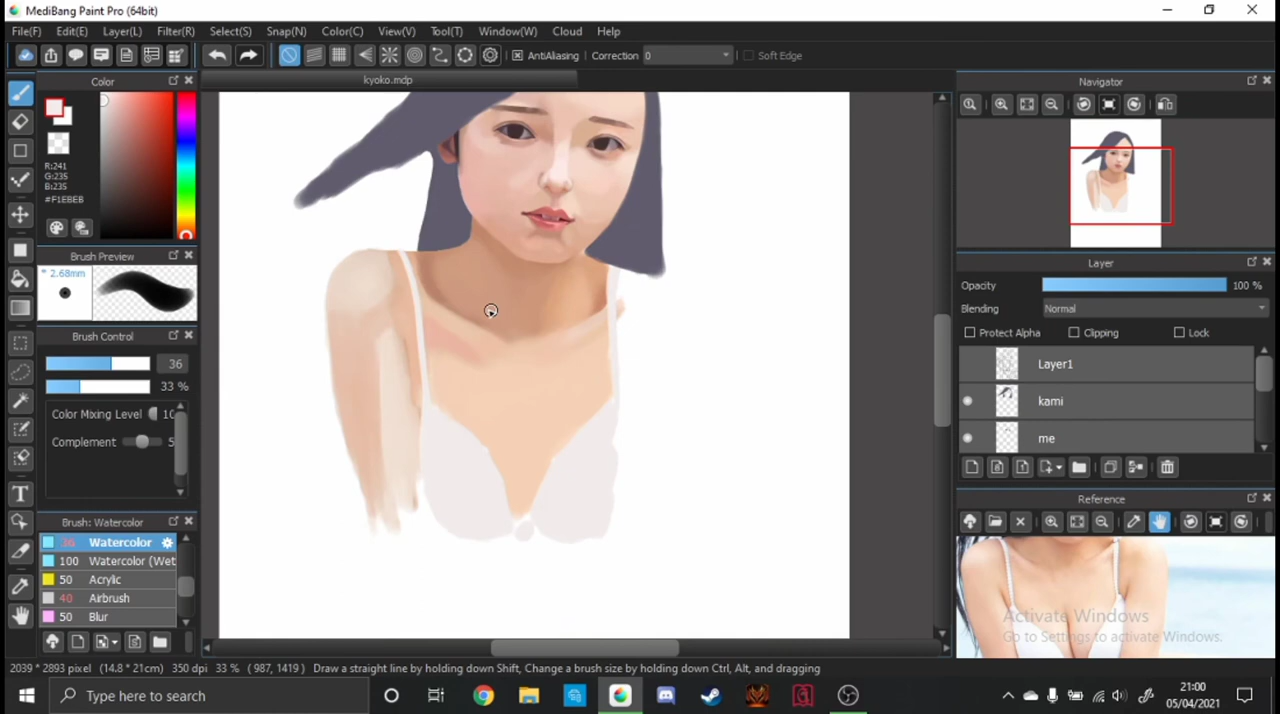 MediBang Paint Pro (64bit)
File(F) Edit(E) Layer(L) Filter(R) Select(S) Snap(N) Color(C) View(V) Tool(T) Window(W) Cloud Help
AntiAliasing Correction 0 Soft Edge
Color
kyoko.mdp
Navigator
R:241
G:235
B:235
#F1EBEB
Brush Preview
* 2.68mm
Layer
Opacity 100 %
Blending Normal
Protect Alpha Clipping Lock
Brush Control
36
33 %
Color Mixing Level 10
Complement 5
Layer1
kami
me
Brush: Watercolor
36 Watercolor
100 Watercolor (Wet
50 Acrylic
40 Airbrush
50 Blur
Reference
Activate Windows
Go to Settings to activate Windows.
2039 * 2893 pixel (14.8 * 21cm) 350 dpi 33 % ( 987, 1419 ) Draw a straight line by holding down Shift, Change a brush size by holding down Ctrl, Alt, and dragging
Type here to search
21:00
05/04/2021